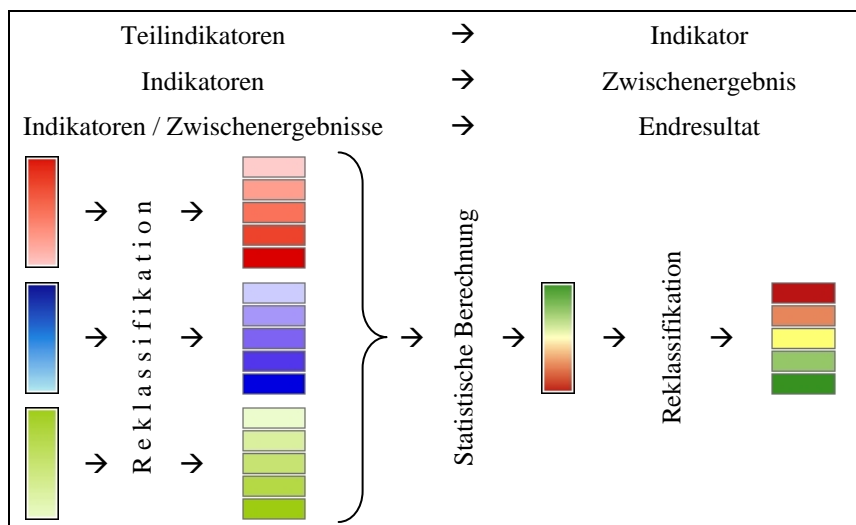 Teilindikatoren → Indikator
Indikatoren → Zwischenergebnis
Indikatoren / Zwischenergebnisse → Endresultat
Reklassifikation
Statistische Berechnung
Reklassifikation